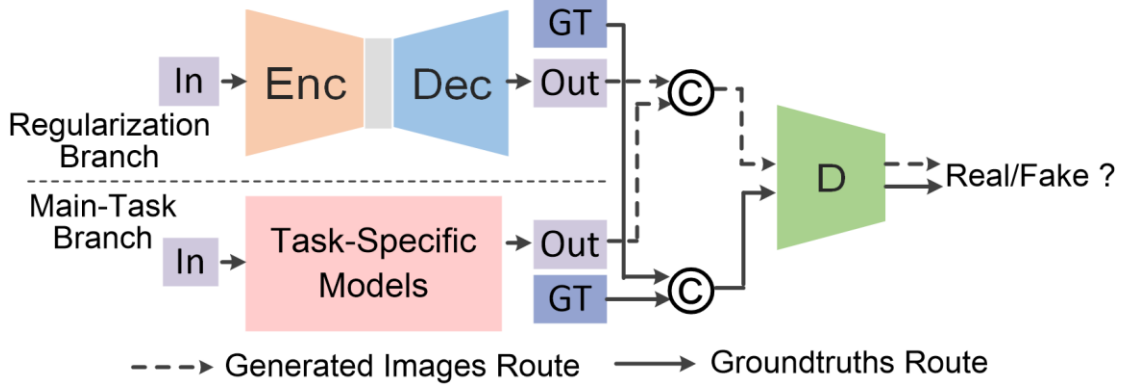 GT
In
Enc
Dec
Out
C
Regularization
Branch
D
Real/Fake ?
Main-Task
Branch
In
Task-Specific
Models
Out
GT
C
Generated Images Route
Groundtruths Route